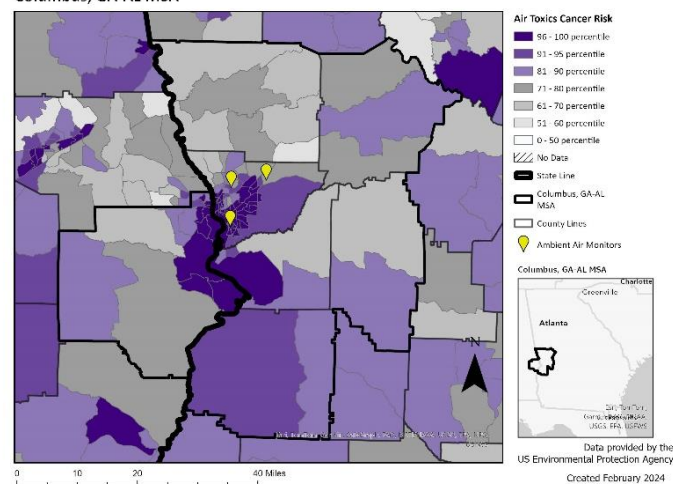 Columbus, GA-AL MSA
Air Toxics Cancer Risk
96 - 100 percentile
91 - 95 percentile
81 - 90 percentile
71 - 80 percentile
61 - 70 percentile
51 - 60 percentile
0 - 50 percentile
No Data
State Line
Columbus, GA-AL
MSA
County Lines
Ambient Air Monitors
Columbus, GA-AL MSA
Charlotte
Greenville
Atlanta
N
USGS, EPA, USFWS
Data provided by the
US Environmental Protection Agency
Created February 2024
0 10 20 40 Miles